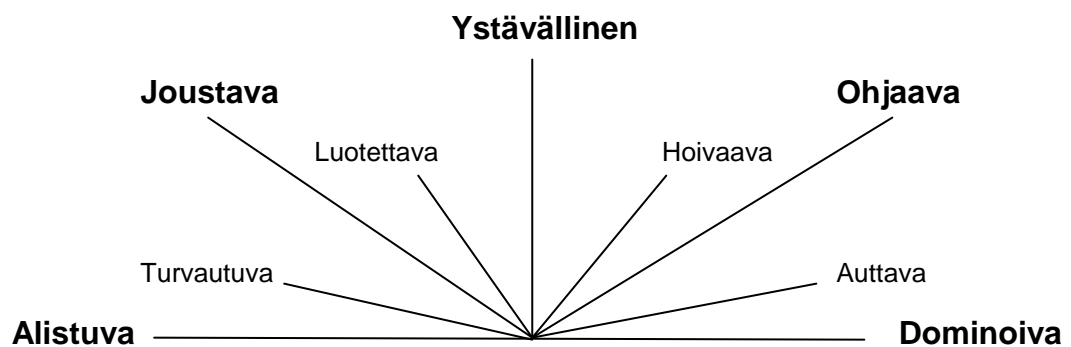 Ystävällinen
Joustava
Ohjaava
Luotettava
Hoivaava
Turvautuva
Auttava
Alistuva
Dominoiva